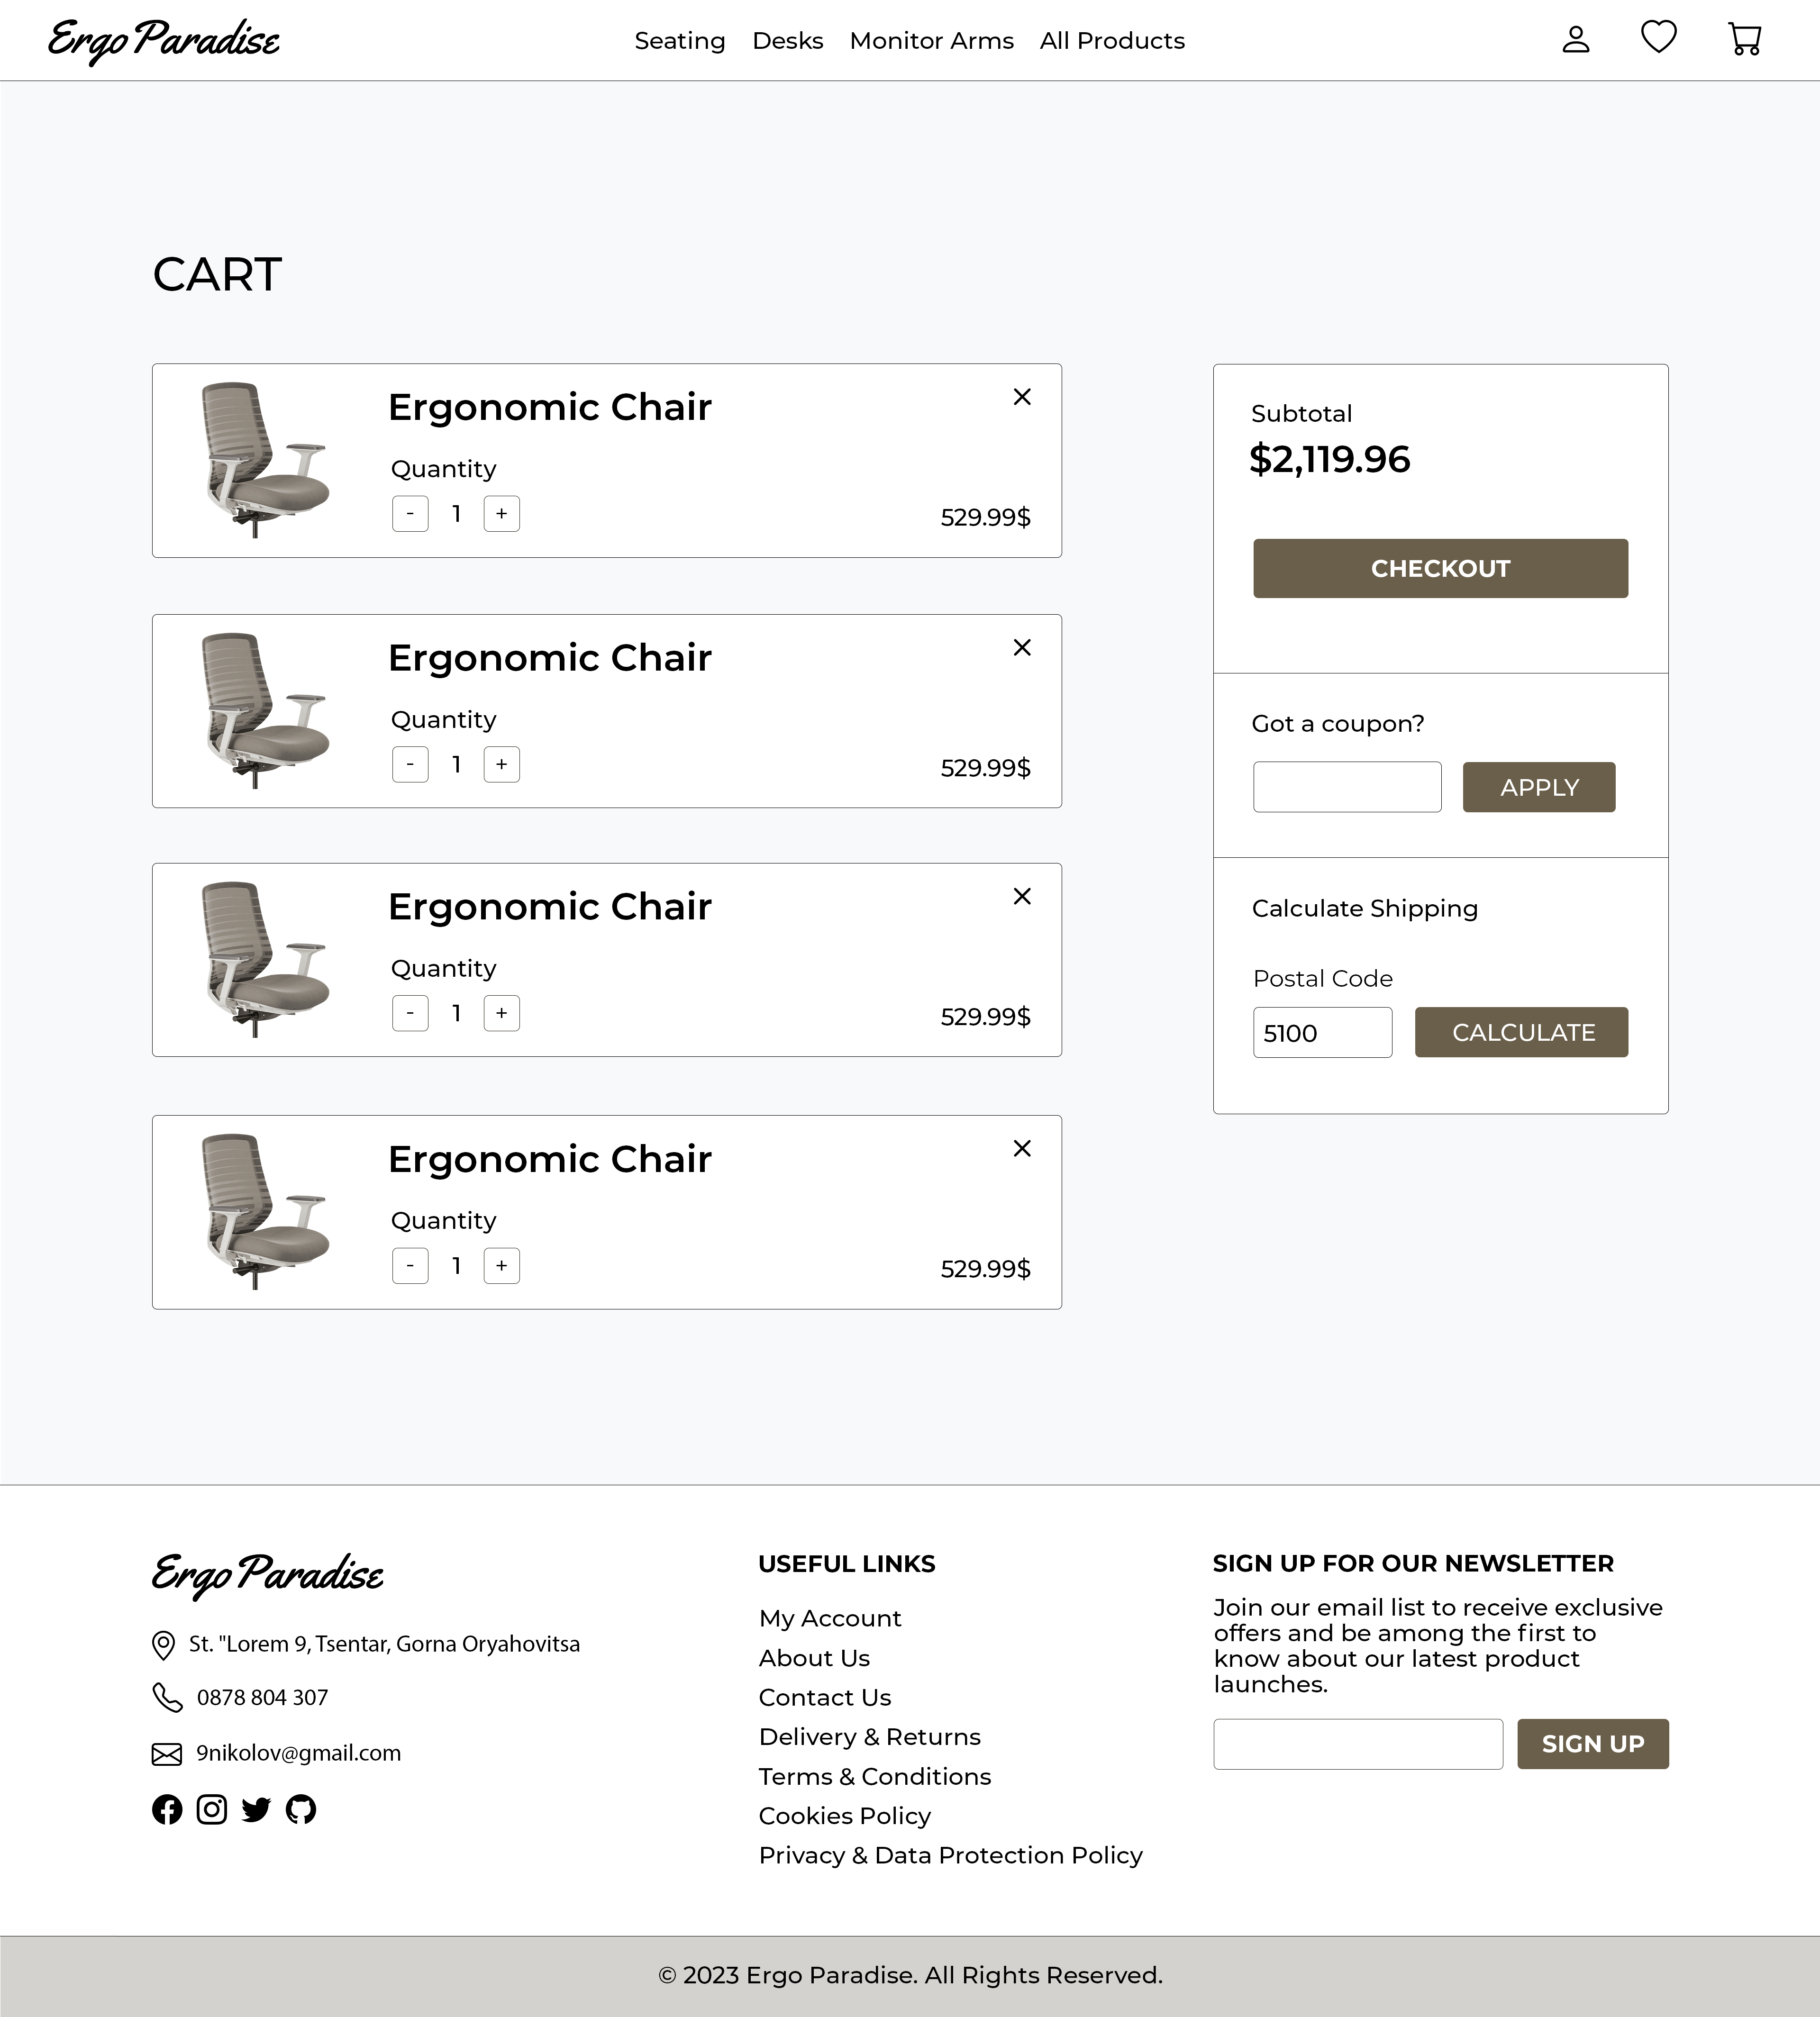 Ergo Paradise
Seating Desks Monitor Arms All Products
CART
Ergonomic Chair
Quantity
- 1 +
529.99$
Ergonomic Chair
Quantity
- 1 +
529.99$
Ergonomic Chair
Quantity
- 1 +
529.99$
Ergonomic Chair
Quantity
- 1 +
529.99$
Subtotal
$2,119.96
CHECKOUT
Got a coupon?
APPLY
Calculate Shipping
Postal Code
5100 CALCULATE
Ergo Paradise
St. "Lorem 9, Tsentar, Gorna Oryahovitsa
0878 804 307
9nikolov@gmail.com
USEFUL LINKS
My Account
About Us
Contact Us
Delivery & Returns
Terms & Conditions
Cookies Policy
Privacy & Data Protection Policy
SIGN UP FOR OUR NEWSLETTER
Join our email list to receive exclusive
offers and be among the first to
know about our latest product
launches.
SIGN UP
© 2023 Ergo Paradise. All Rights Reserved.